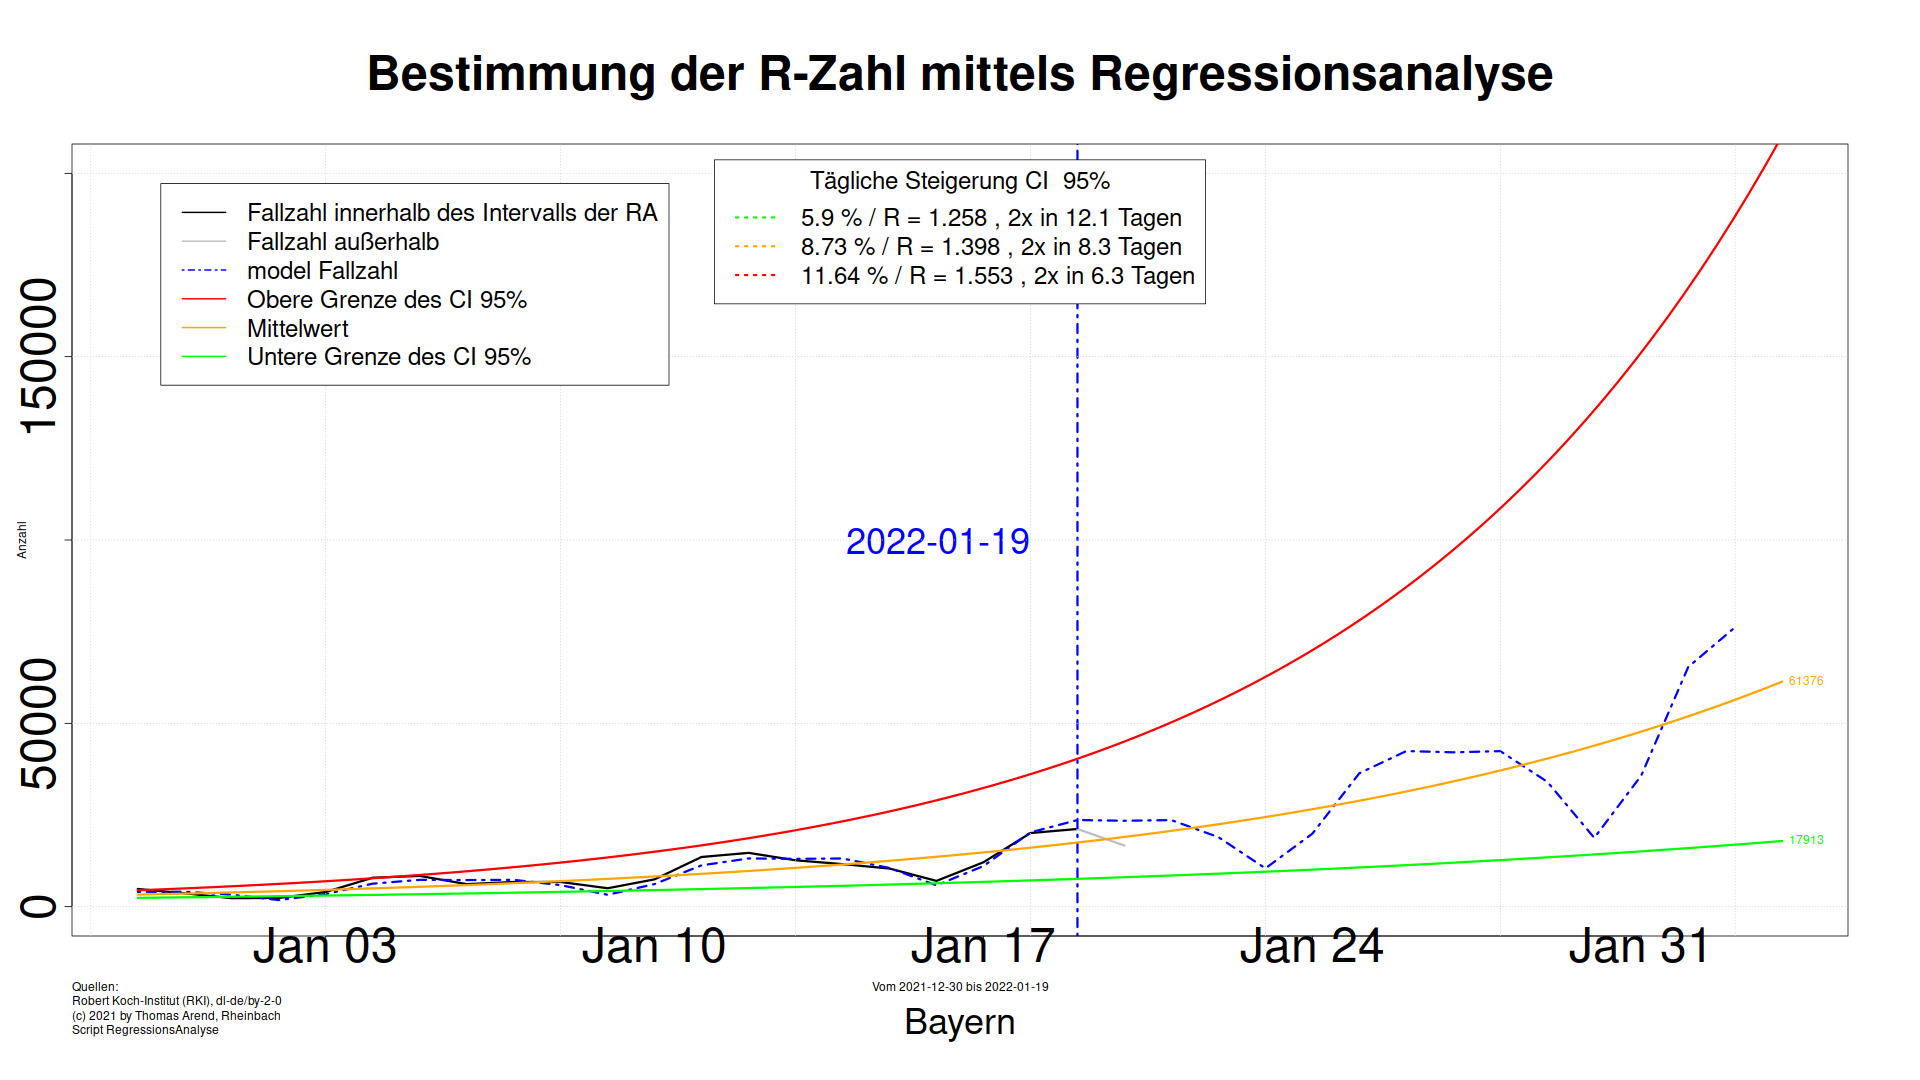 Bestimmung der R-Zahl mittels Regressionsanalyse
Fallzahl innerhalb des Intervalls der RA
Fallzahl außerhalb
model Fallzahl
Obere Grenze des CI 95%
Mittelwert
Untere Grenze des CI 95%
Tägliche Steigerung CI  95%
5.9 % / R = 1.258 , 2x in 12.1 Tagen
8.73 % / R = 1.398 , 2x in 8.3 Tagen
11.64 % / R = 1.553 , 2x in 6.3 Tagen
150000
50000
0
Anzahl
2022-01-19
61376
17913
Jan 03
Jan 10
Jan 17
Jan 24
Jan 31
Quellen:
Robert Koch-Institut (RKI), dl-de/by-2-0
(c) 2021 by Thomas Arend, Rheinbach
Script RegressionsAnalyse
Vom 2021-12-30 bis 2022-01-19
Bayern